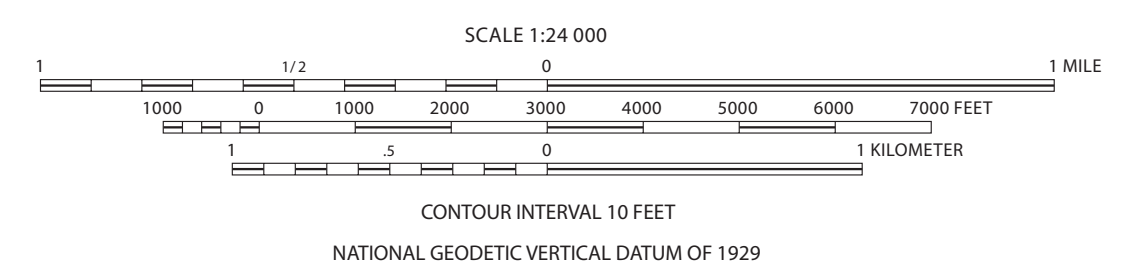 SCALE 1:24 000
1 1/2 0 1 MILE
1000 0 1000 2000 3000 4000 5000 6000 7000 FEET
1 .5 0 1 KILOMETER
CONTOUR INTERVAL 10 FEET
NATIONAL GEODETIC VERTICAL DATUM OF 1929